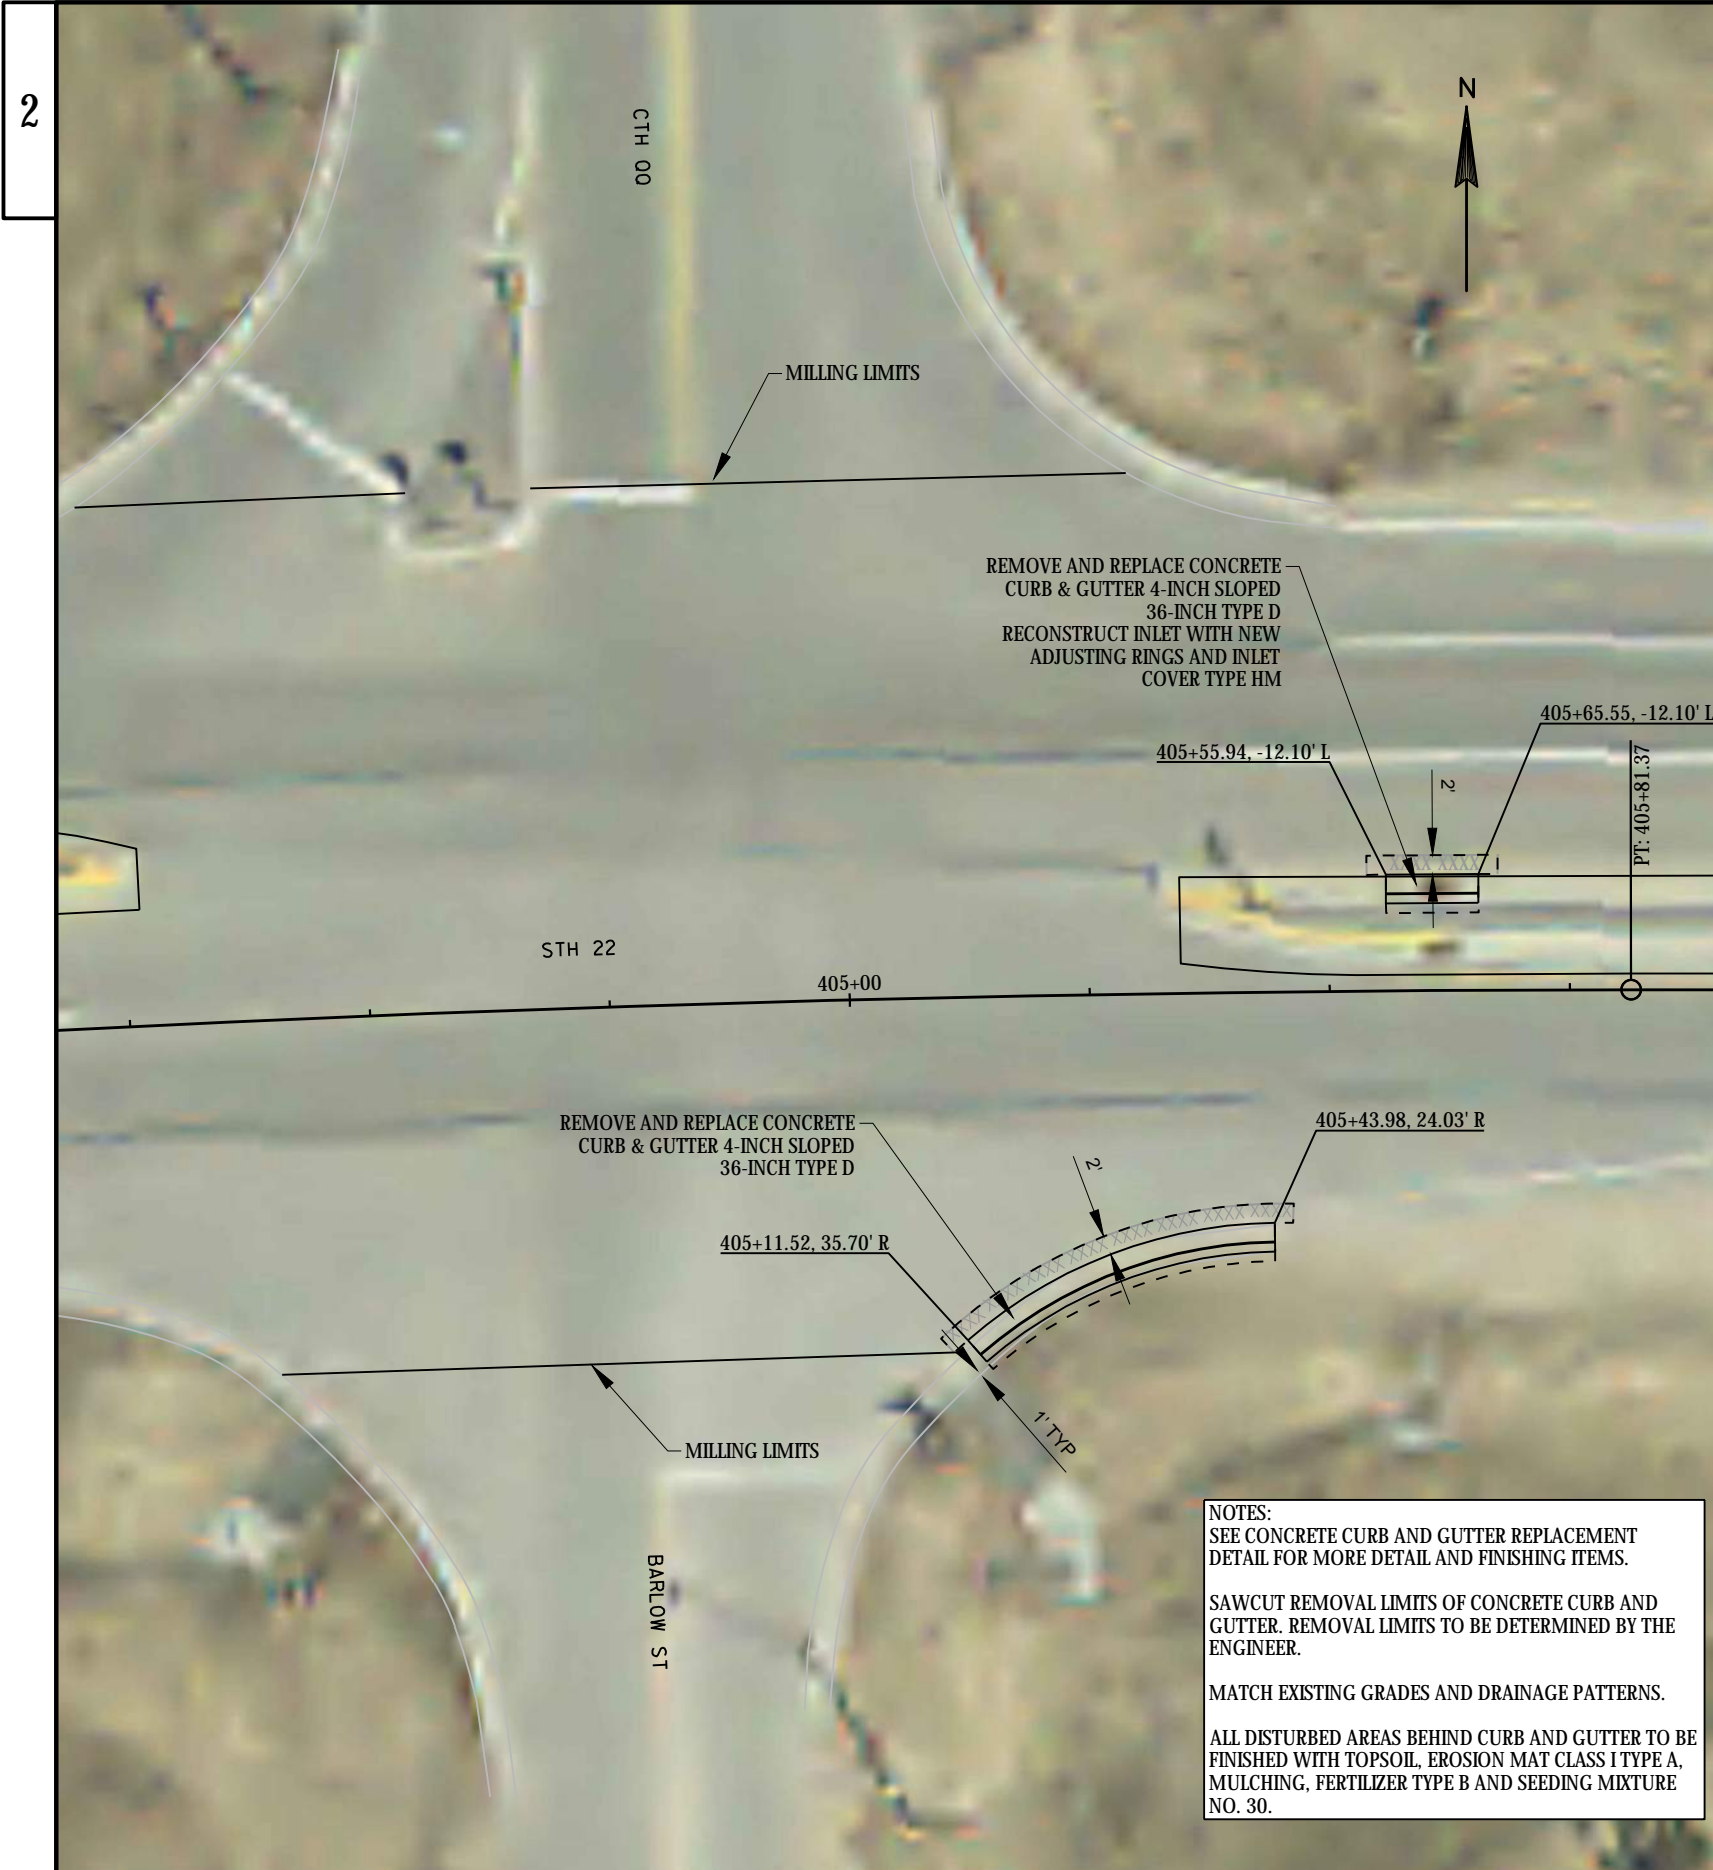 2
CTH QQ
N
MILLING LIMITS
REMOVE AND REPLACE CONCRETE
CURB & GUTTER 4-INCH SLOPED
36-INCH TYPE D
RECONSTRUCT INLET WITH NEW
ADJUSTING RINGS AND INLET
COVER TYPE HM
405+65.55, -12.10' L
405+55.94, -12.10' L
2'
PT: 405+81.37
XXXX XXXX
STH 22
405+00
REMOVE AND REPLACE CONCRETE
CURB & GUTTER 4-INCH SLOPED
36-INCH TYPE D
405+43.98, 24.03' R
2'
405+11.52, 35.70' R
1' TYP
MILLING LIMITS
BARLOW ST
NOTES:
SEE CONCRETE CURB AND GUTTER REPLACEMENT
DETAIL FOR MORE DETAIL AND FINISHING ITEMS.
SAWCUT REMOVAL LIMITS OF CONCRETE CURB AND
GUTTER. REMOVAL LIMITS TO BE DETERMINED BY THE
ENGINEER.
MATCH EXISTING GRADES AND DRAINAGE PATTERNS.
ALL DISTURBED AREAS BEHIND CURB AND GUTTER TO BE
FINISHED WITH TOPSOIL, EROSION MAT CLASS I TYPE A,
MULCHING, FERTILIZER TYPE B AND SEEDING MIXTURE
NO. 30.